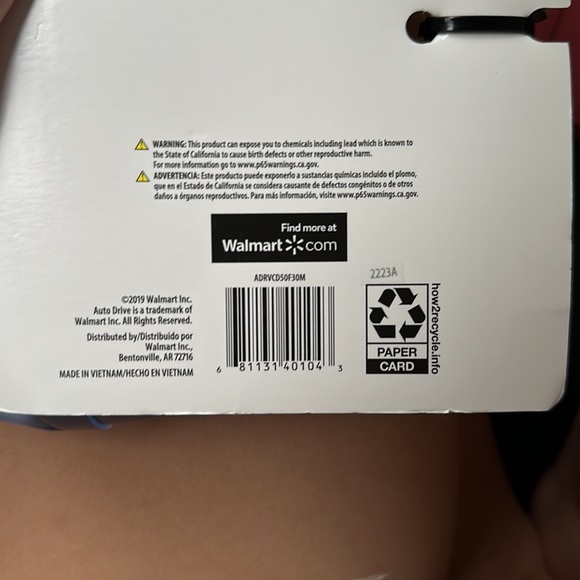 WARNING: This product can expose you to chemicals including lead which is known to
the State of California to cause birth defects or other reproductive harm.
For more information go to www.p65warnings.ca.gov.
ADVERTENCIA: Este producto puede exponerlo a sustancias químicas incluido el plomo,
que en el Estado de California se considera causante de defectos congénitos o de otros
daños a órganos reproductivos. Para más información, visite www.p65warnings.ca.gov.
Find more at
Walmart.com
ADRVCD50F30M
2223A
©2019 Walmart Inc.
Auto Drive is a trademark of
Walmart Inc. All Rights Reserved.
Distributed by/Distribuido por
Walmart Inc.,
Bentonville, AR 72716
MADE IN VIETNAM/HECHO EN VIETNAM
6 81131 40104 3
PAPER
CARD
how2recycle.info